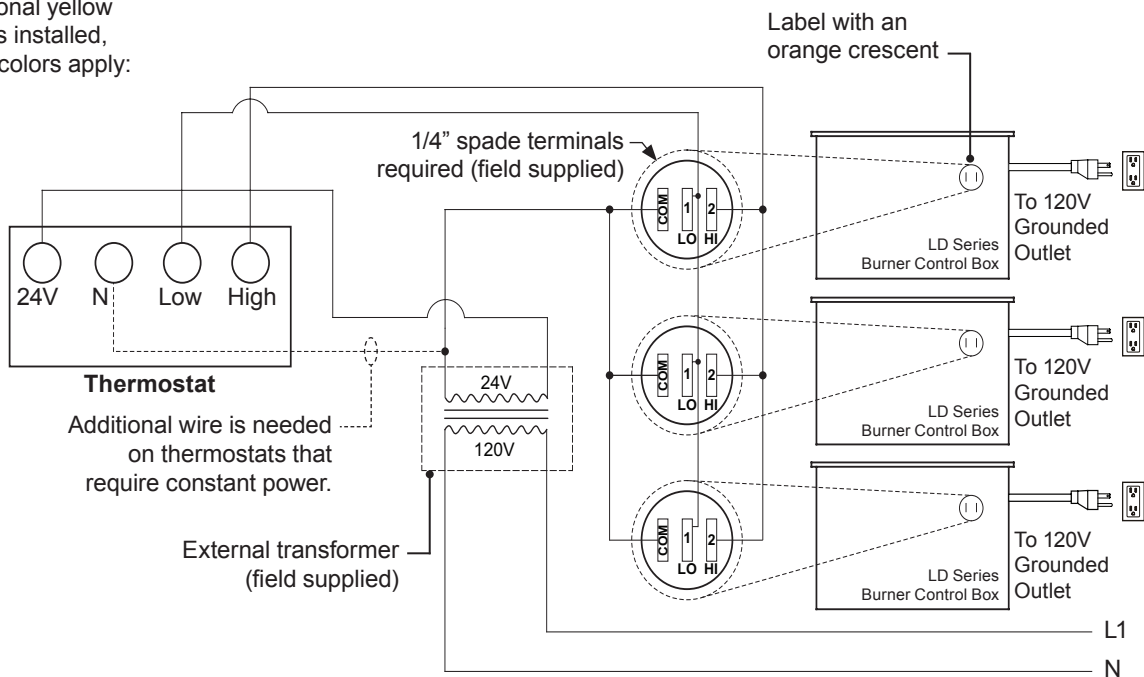 onal yellow
s installed,
colors apply:
Label with an
orange crescent
1/4” spade terminals
required (field supplied)
24V
N
Low
High
Thermostat
Additional wire is needed
on thermostats that
require constant power.
24V
120V
External transformer
(field supplied)
COM
1
2
LO
HI
LD Series
Burner Control Box
To 120V
Grounded
Outlet
COM
1
2
LO
HI
LD Series
Burner Control Box
To 120V
Grounded
Outlet
COM
1
2
LO
HI
LD Series
Burner Control Box
To 120V
Grounded
Outlet
L1
N